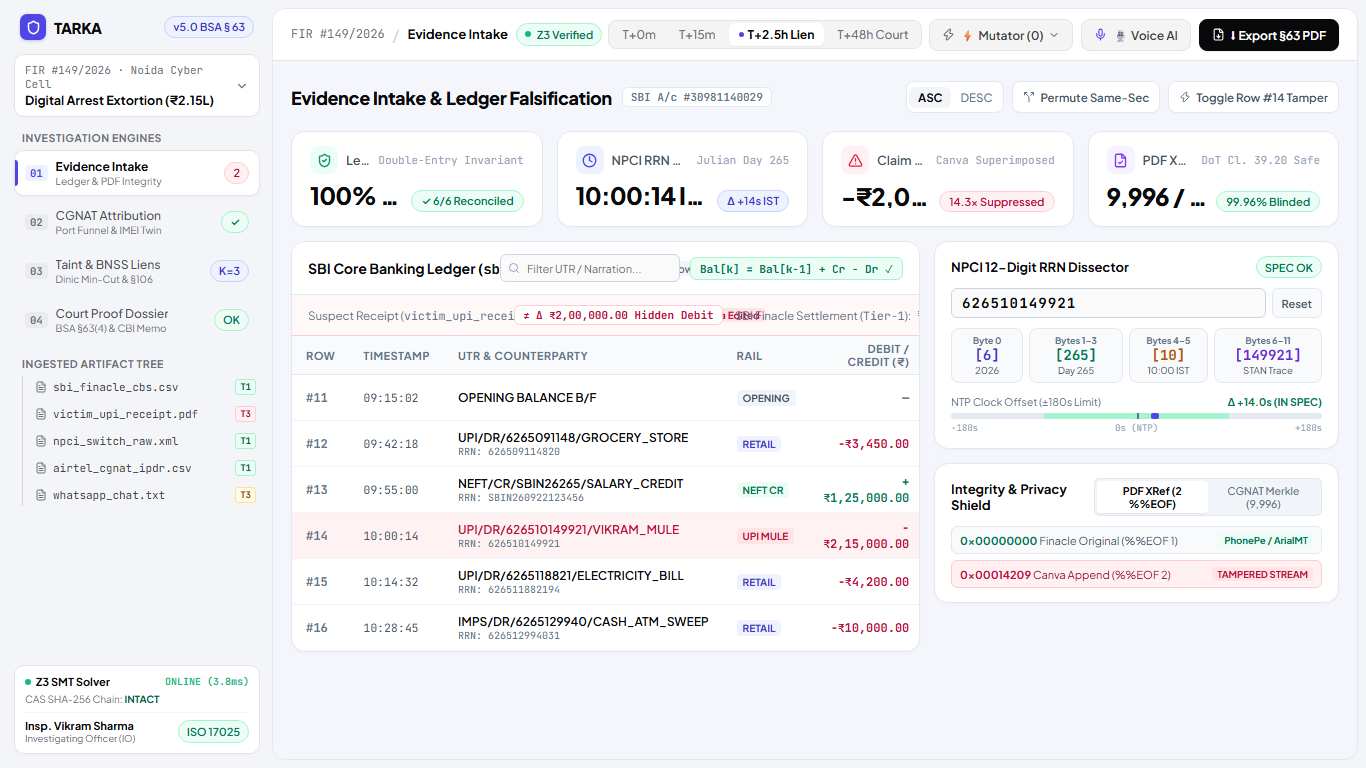 TARKA
v5.0 BSA § 63
FIR #149/2026 · Noida Cyber
Cell
Digital Arrest Extortion (₹2.15L)
INVESTIGATION ENGINES
01 Evidence Intake 2
Ledger & PDF Integrity
02 CGNAT Attribution ✓
Port Funnel & IMEI Twin
03 Taint & BNSS Liens K=3
Dinic Min-Cut & §106
04 Court Proof Dossier OK
BSA §63(4) & CBI Memo
INGESTED ARTIFACT TREE
sbi_finacle_cbs.csv T1
victim_upi_receipt.pdf T3
npci_switch_raw.xml T1
airtel_cgnat_ipdr.csv T1
whatsapp_chat.txt T3
Z3 SMT Solver ONLINE (3.8ms)
CAS SHA-256 Chain: INTACT
Insp. Vikram Sharma
Investigating Officer (IO)
ISO 17025
FIR #149/2026 / Evidence Intake
Z3 Verified
T+0m T+15m T+2.5h Lien T+48h Court
Mutator (0)
Voice AI
⬇ Export §63 PDF
Evidence Intake & Ledger Falsification
SBI A/c #30981140029
ASC DESC
Permute Same-Sec
Toggle Row #14 Tamper
Le... Double-Entry Invariant
100% ... ✓ 6/6 Reconciled
NPCI RRN ... Julian Day 265
10:00:14 I... Δ +14s IST
Claim ... Canva Superimposed
−₹2,0... 14.3x Suppressed
PDF X... DoT Cl. 39.20 Safe
9,996 / ... 99.96% Blinded
SBI Core Banking Ledger (sb
Filter UTR / Narration...
Bal[k] = Bal[k-1] + Cr - Dr ✓
Suspect Receipt (victim_upi_recei
≠ Δ ₹2,00,000.00 Hidden Debit
Finacle Settlement (Tier-1):
ROW TIMESTAMP UTR & COUNTERPARTY RAIL DEBIT /
CREDIT (₹)
#11 09:15:02 OPENING BALANCE B/F OPENING —
#12 09:42:18 UPI/DR/6265091148/GROCERY_STORE RETAIL -₹3,450.00
RRN: 626509114820
#13 09:55:00 NEFT/CR/SBIN26265/SALARY_CREDIT NEFT CR +
₹1,25,000.00
RRN: SBIN260922123456
#14 10:00:14 UPI/DR/626510149921/VIKRAM_MULE UPI MULE -
₹2,15,000.00
RRN: 626510149921
#15 10:14:32 UPI/DR/6265118821/ELECTRICITY_BILL RETAIL -₹4,200.00
RRN: 626511882194
#16 10:28:45 IMPS/DR/6265129940/CASH_ATM_SWEEP RETAIL -₹10,000.00
RRN: 626512994031
NPCI 12-Digit RRN Dissector
SPEC OK
626510149921
Reset
Byte 0 Bytes 1-3 Bytes 4-5 Bytes 6-11
[6] [265] [10] [149921]
2026 Day 265 10:00 IST STAN Trace
NTP Clock Offset (±180s Limit) Δ +14.0s (IN SPEC)
-180s 0s (NTP) +180s
Integrity & Privacy
Shield
PDF XRef (2
%%EOF)
CGNAT Merkle
(9,996)
0x00000000 Finacle Original (%%EOF 1) PhonePe / ArialMT
0x00014209 Canva Append (%%EOF 2) TAMPERED STREAM